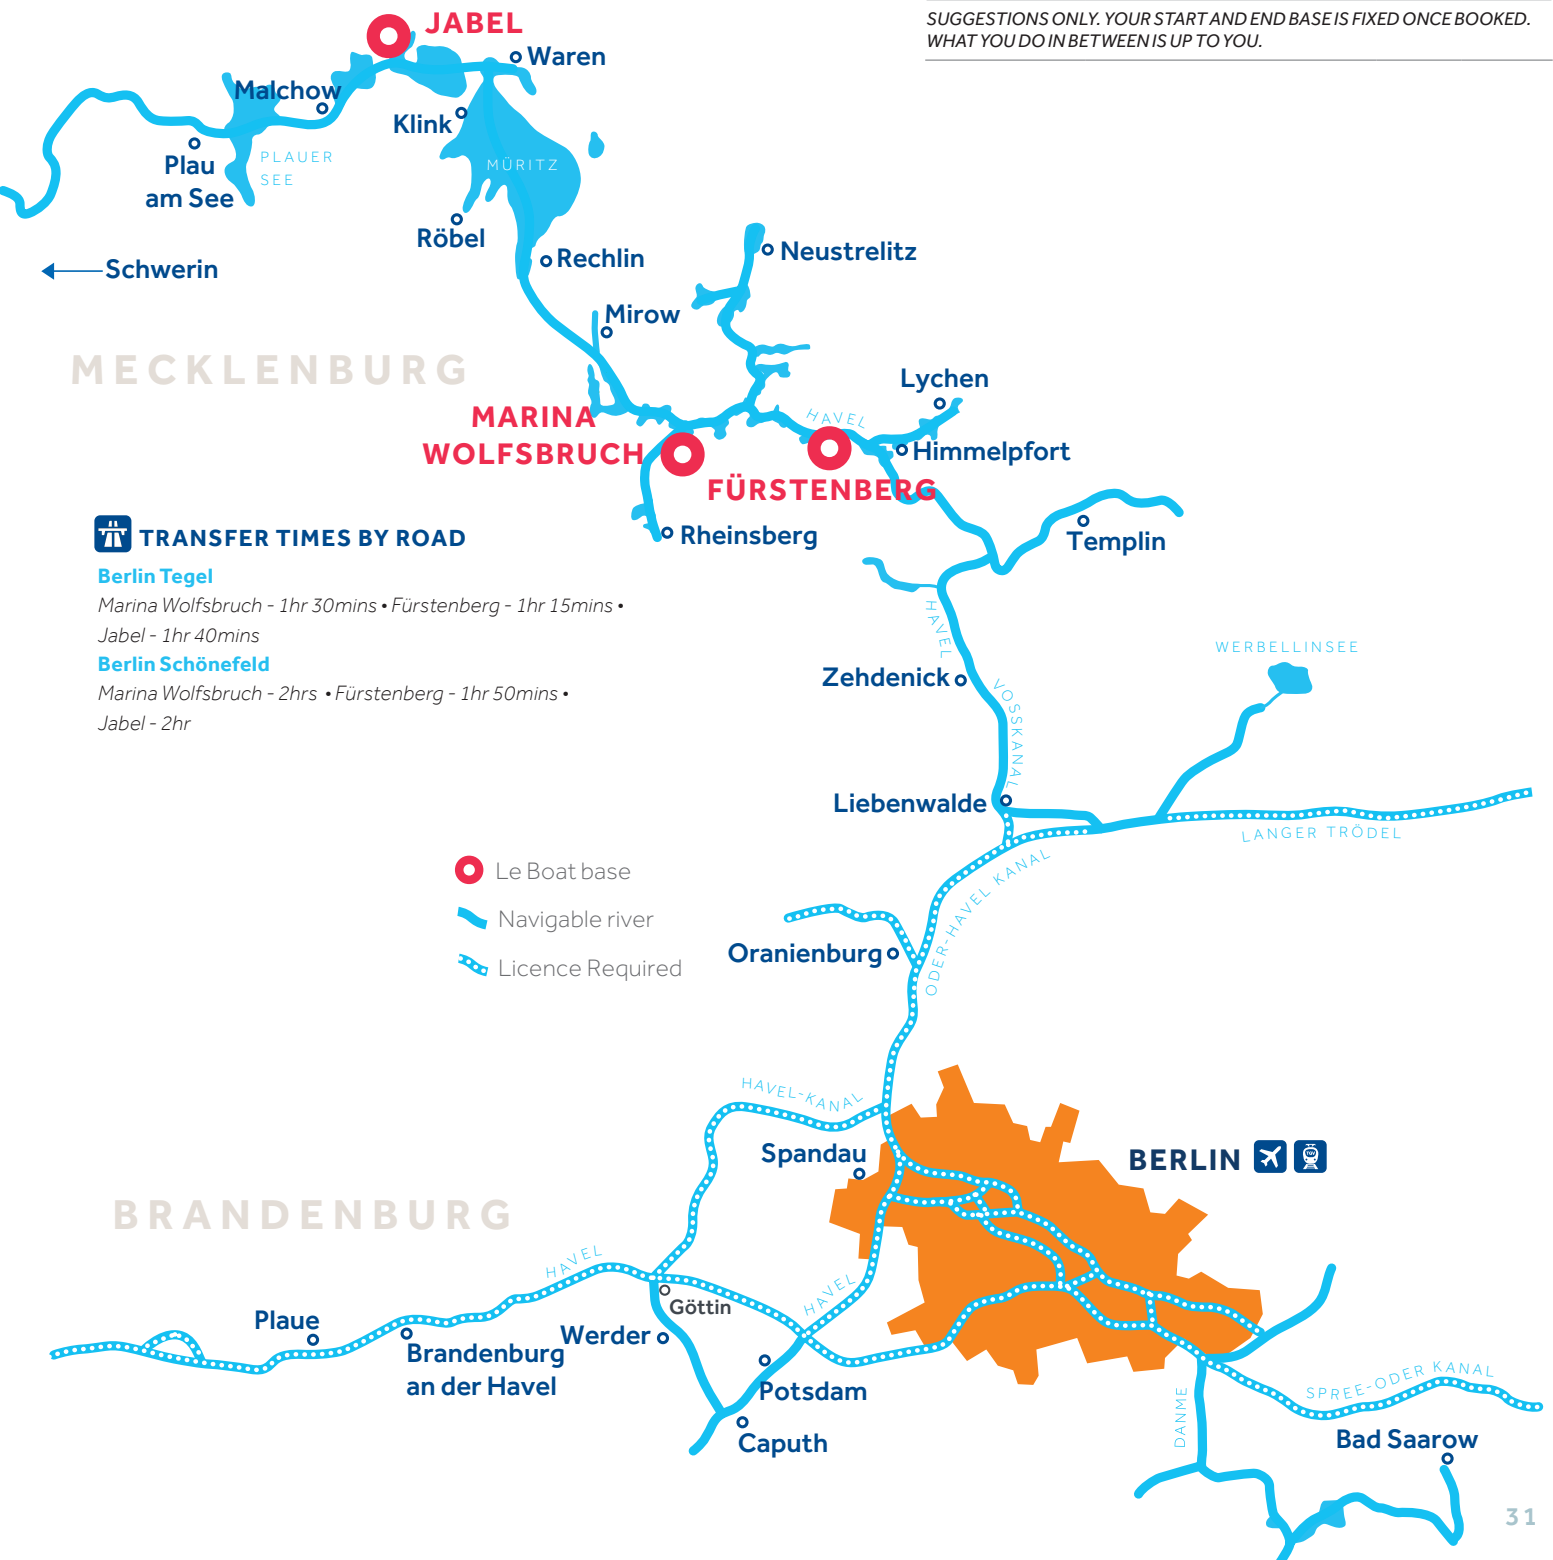 SUGGESTIONS ONLY. YOUR START AND END BASE IS FIXED ONCE BOOKED.
WHAT YOU DO IN BETWEEN IS UP TO YOU.
JABEL
Waren
Malchow
Klink
Plau
am See
PLAUER
SEE
MÜRITZ
Röbel
Rechlin
Neustrelitz
Schwerin
Mirow
MECKLENBURG
Lychen
MARINA
WOLFSBRUCH
HAVEL
Himmelpfort
FÜRSTENBERG
Rheinsberg
Templin
TRANSFER TIMES BY ROAD
Berlin Tegel
Marina Wolfsbruch - 1hr 30mins • Fürstenberg - 1hr 15mins •
Jabel - 1hr 40mins
Berlin Schönefeld
Marina Wolfsbruch - 2hrs • Fürstenberg - 1hr 50mins •
Jabel - 2hr
HAVEL
WERBELLINSEE
Zehdenick
VOSSKANAL
Liebenwalde
LANGER TRÖDEL
ODER-HAVEL KANAL
Le Boat base
Navigable river
Licence Required
Oranienburg
HAVEL-KANAL
Spandau
BERLIN
TGV
BRANDENBURG
HAVEL
HAVEL
Göttin
Plaue
Werder
Brandenburg
an der Havel
Potsdam
Caputh
DANME
SPREE-ODER KANAL
Bad Saarow
31